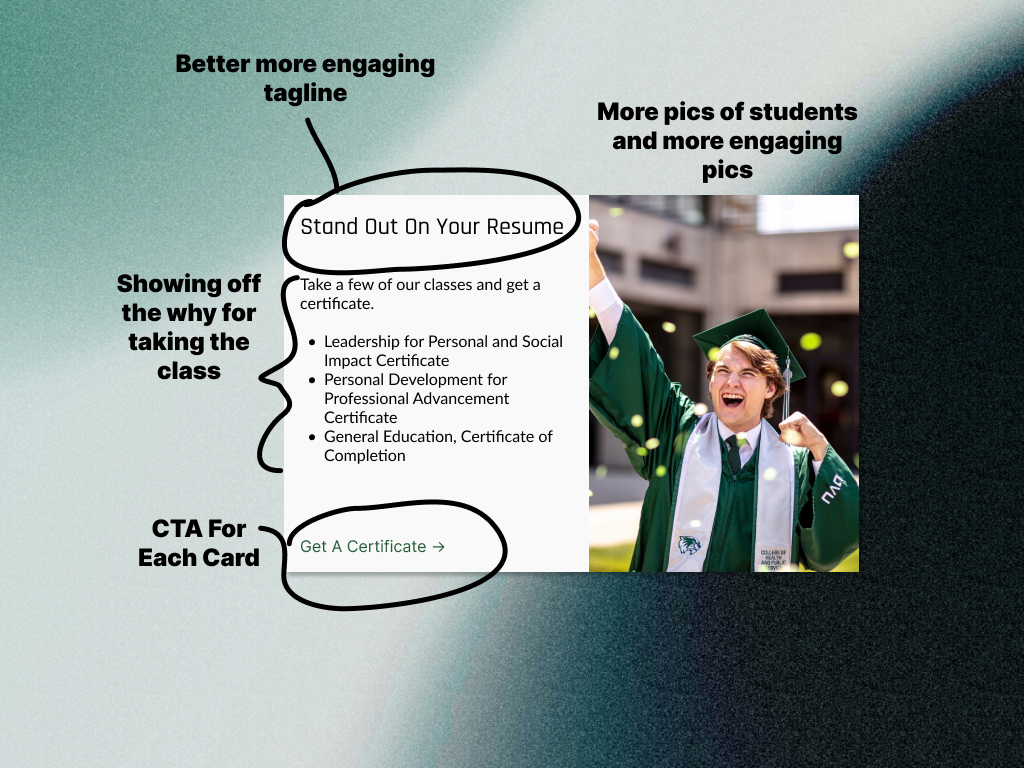 Better more engaging
tagline
More pics of students
and more engaging
pics
Stand Out On Your Resume
Showing off
the why for
taking the
class
Take a few of our classes and get a
certificate.
• Leadership for Personal and Social
Impact Certificate
• Personal Development for
Professional Advancement
Certificate
• General Education, Certificate of
Completion
CTA For
Each Card
Get A Certificate →
ΠΛΩ
COLLEGE OF
HEALTH
AND PUBLIC